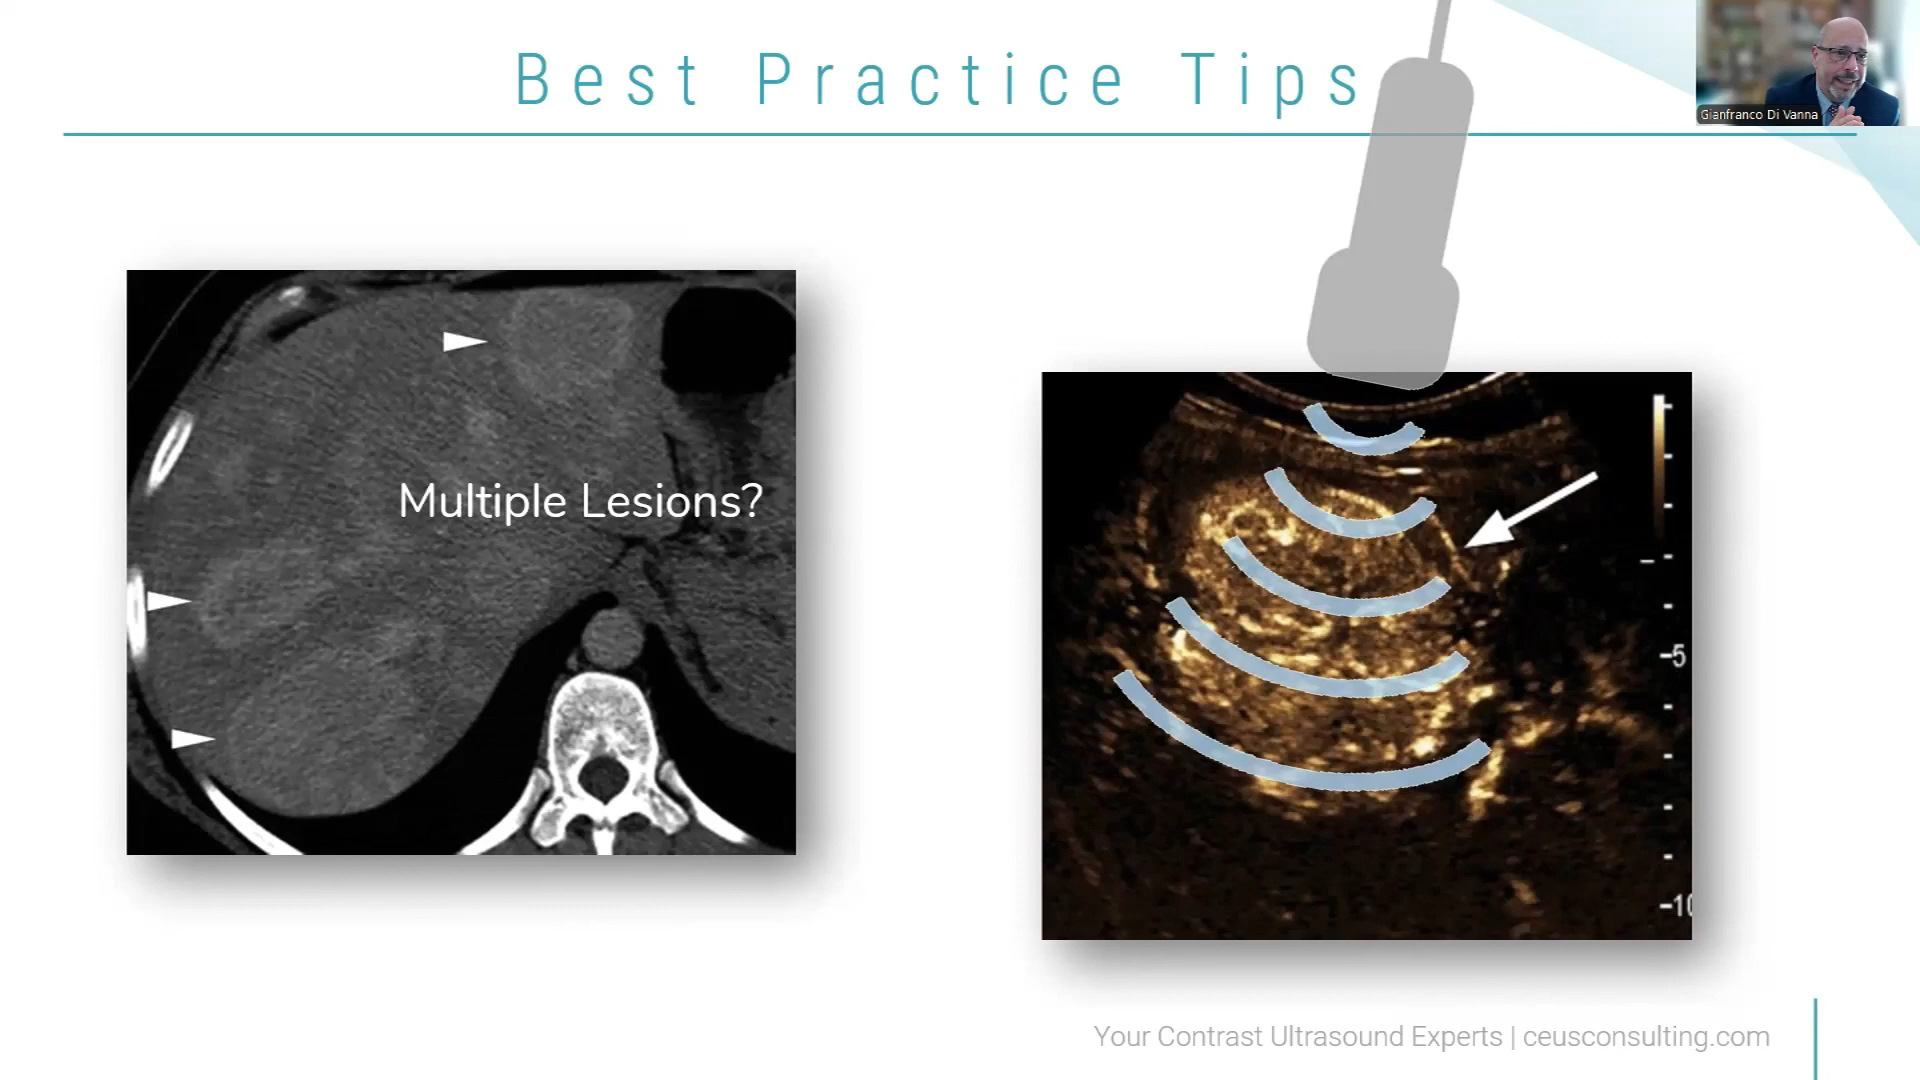 Best Practice Tips
Gianfranco Di Vanna
Multiple Lesions?
-5
-10
Your Contrast Ultrasound Experts | ceusconsulting.com